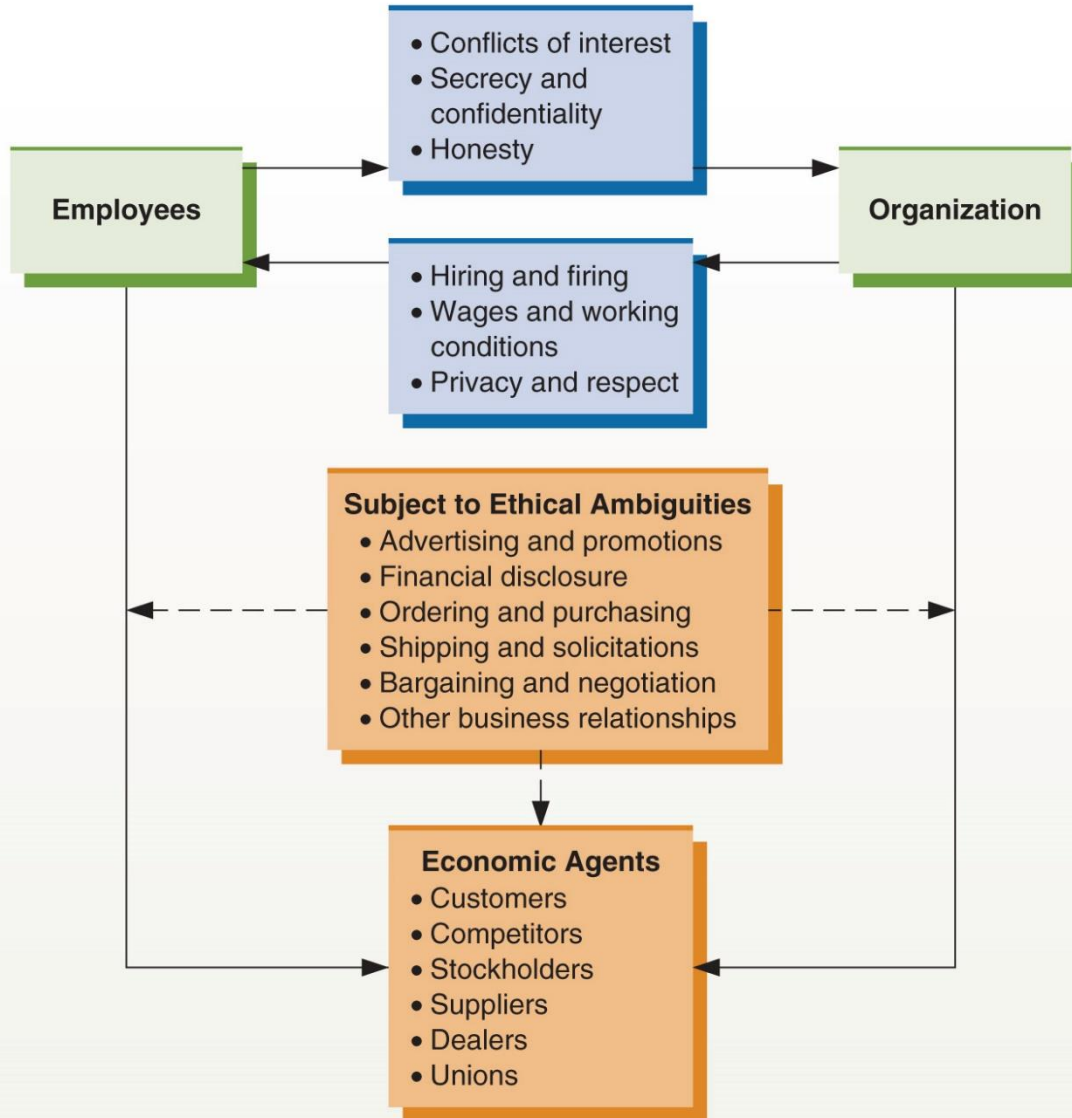 • Conflicts of interest
• Secrecy and
confidentiality
• Honesty
Employees
Organization
• Hiring and firing
• Wages and working
conditions
• Privacy and respect
Subject to Ethical Ambiguities
• Advertising and promotions
• Financial disclosure
• Ordering and purchasing
• Shipping and solicitations
• Bargaining and negotiation
• Other business relationships
Economic Agents
• Customers
• Competitors
• Stockholders
• Suppliers
• Dealers
• Unions